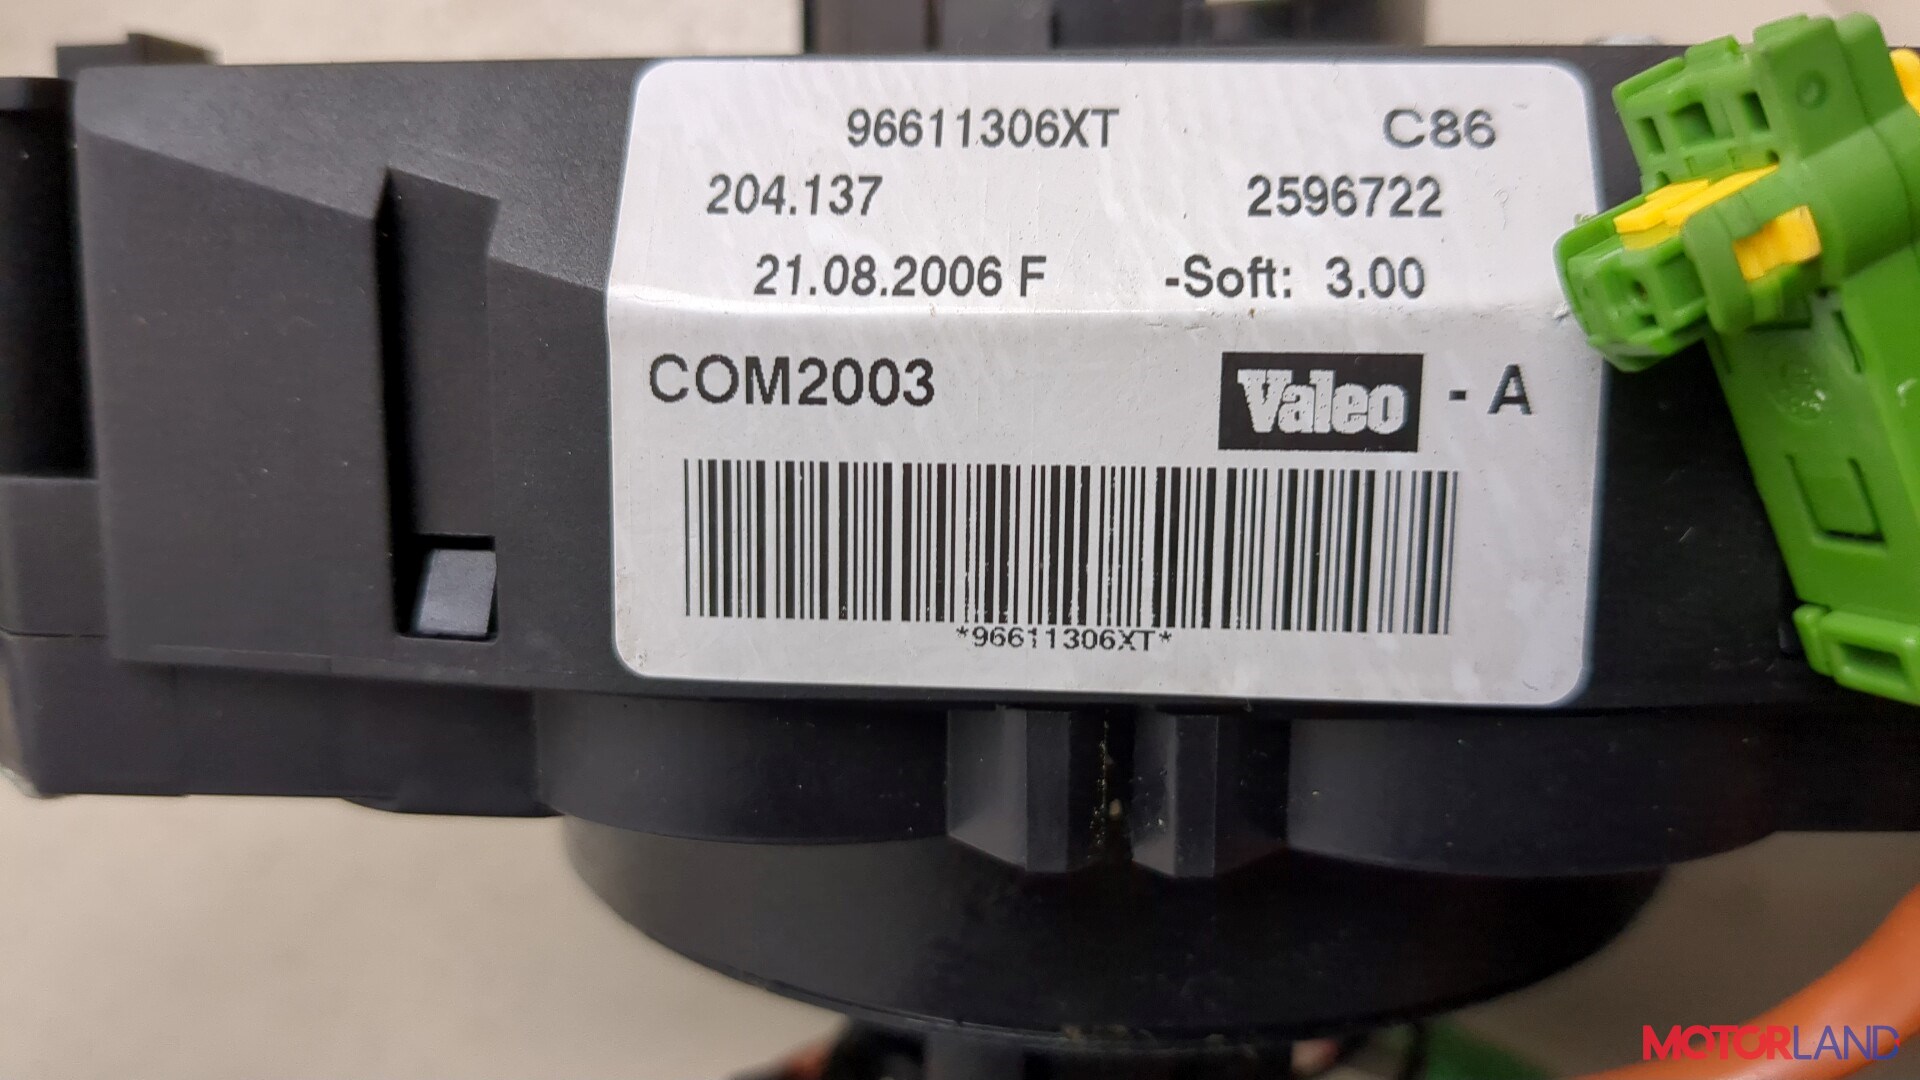 96611306XT C86
204.137 2596722
21.08.2006 F -Soft: 3.00
COM2003 Valeo - A
*96611306XT*
MOTORLAND